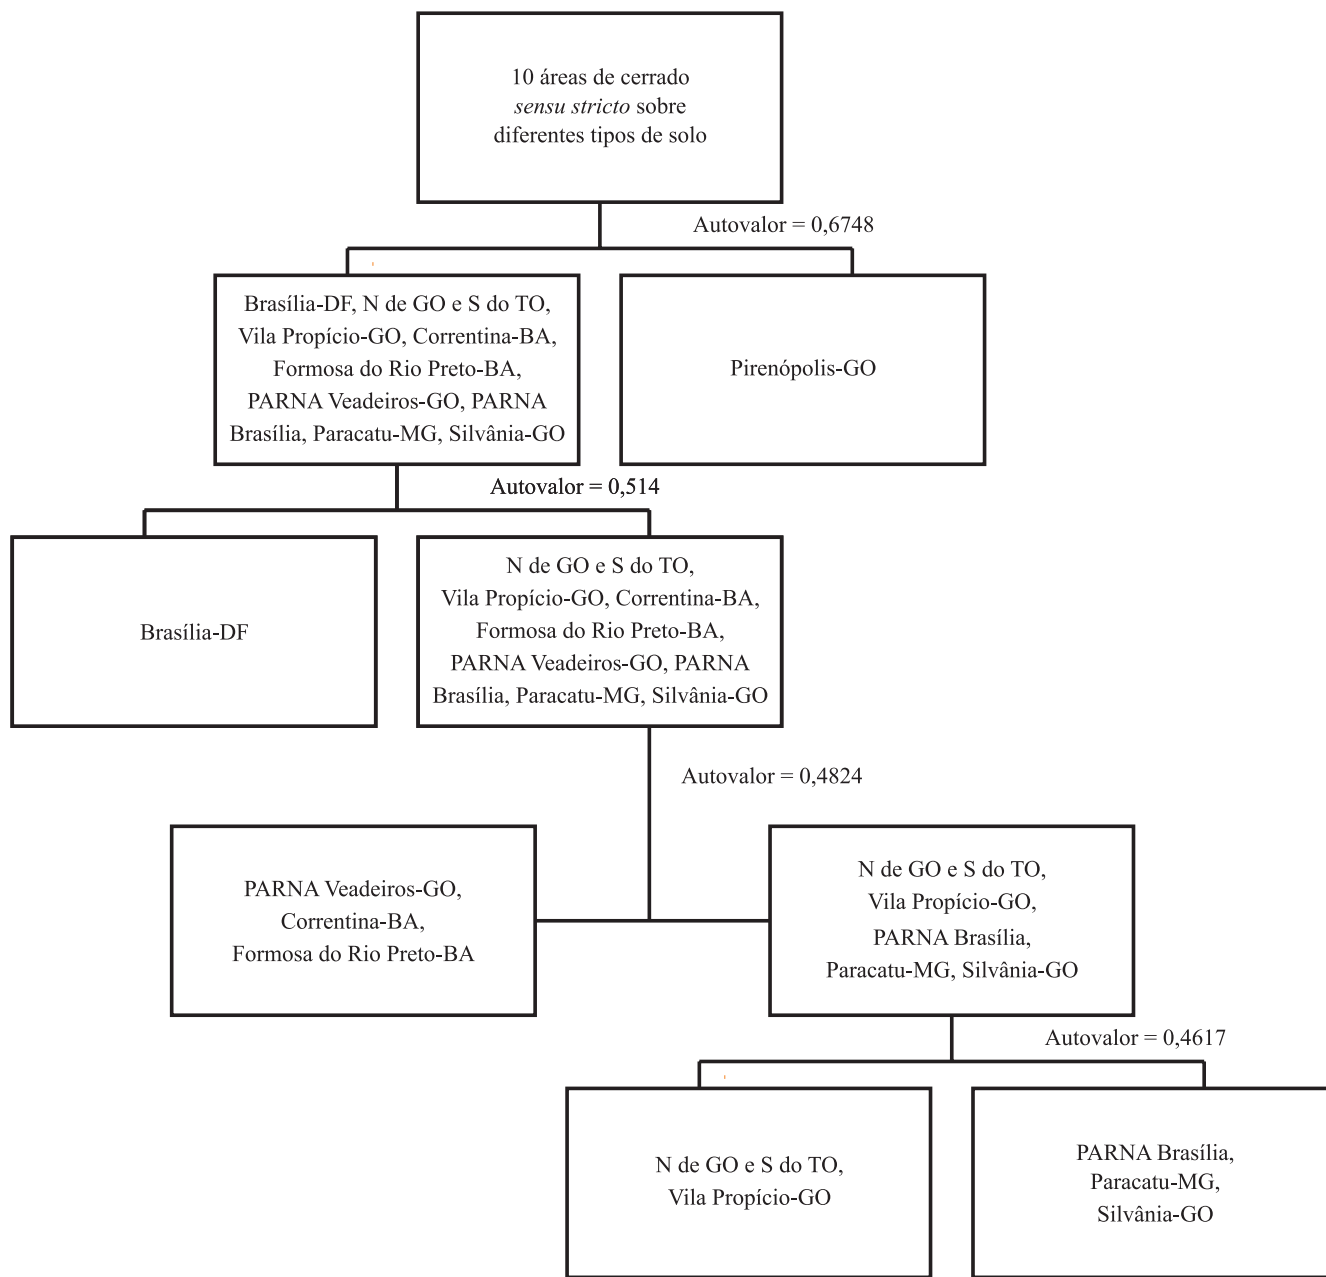 10 áreas de cerrado
sensu stricto sobre
diferentes tipos de solo
Autovalor = 0,6748
Brasília-DF, N de GO e S do TO,
Vila Propício-GO, Correntina-BA,
Formosa do Rio Preto-BA,
PARNA Veadeiros-GO, PARNA
Brasília, Paracatu-MG, Silvânia-GO
Pirenópolis-GO
Autovalor = 0,514
Brasília-DF
N de GO e S do TO,
Vila Propício-GO, Correntina-BA,
Formosa do Rio Preto-BA,
PARNA Veadeiros-GO, PARNA
Brasília, Paracatu-MG, Silvânia-GO
Autovalor = 0,4824
PARNA Veadeiros-GO,
Correntina-BA,
Formosa do Rio Preto-BA
N de GO e S do TO,
Vila Propício-GO,
PARNA Brasília,
Paracatu-MG, Silvânia-GO
Autovalor = 0,4617
N de GO e S do TO,
Vila Propício-GO
PARNA Brasília,
Paracatu-MG,
Silvânia-GO